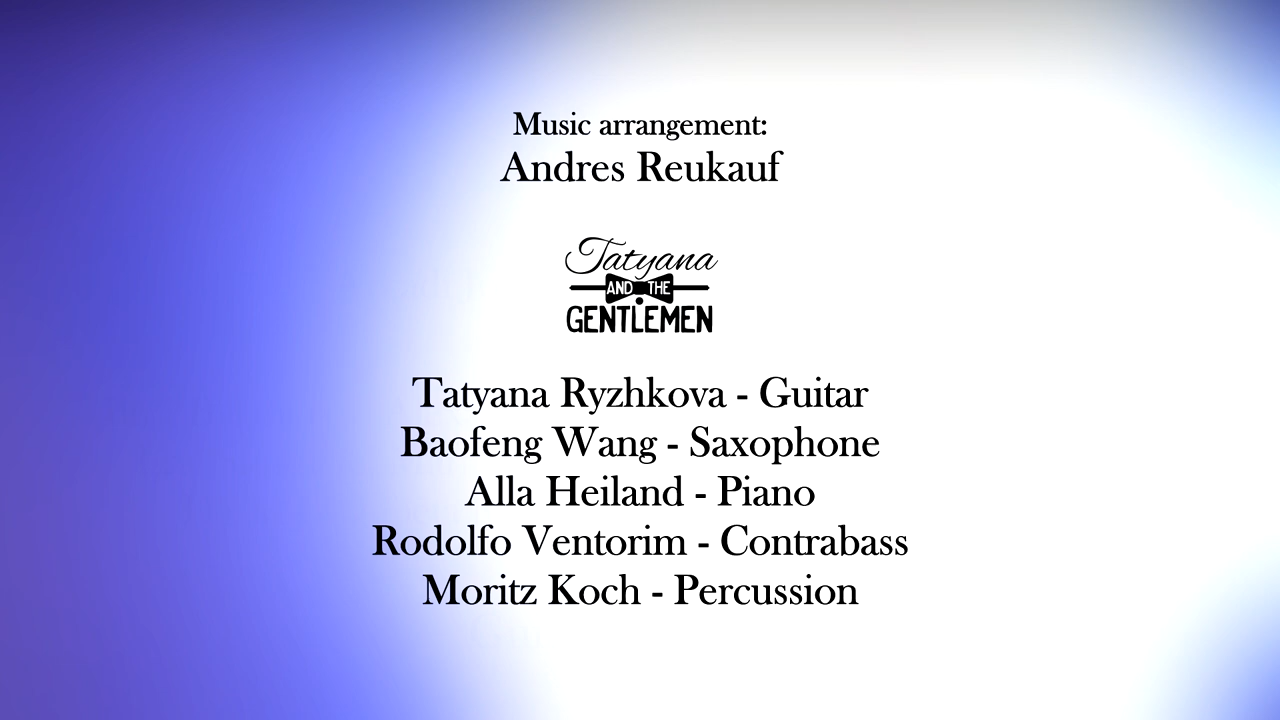 Music arrangement:
Andres Reukauf
Tatyana
AND THE
GENTLEMEN
Tatyana Ryzhkova - Guitar
Baofeng Wang - Saxophone
Alla Heiland - Piano
Rodolfo Ventorim - Contrabass
Moritz Koch - Percussion